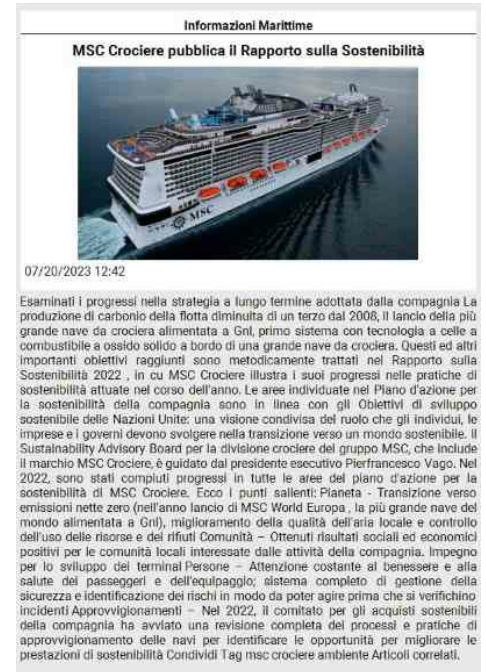 Informazioni Marittime
MSC Crociere pubblica il Rapporto sulla Sostenibilità
MSC
07/20/2023 12:42
Esaminati i progressi nella strategia a lungo termine adottata dalla compagnia La
produzione di carbonio della flotta diminuita di un terzo dal 2008, il lancio della più
grande nave da crociera alimentata a Gnl, primo sistema con tecnologia a celle a
combustibile a ossido solido a bordo di una grande nave da crociera. Questi ed altri
importanti obiettivi raggiunti sono metodicamente trattati nel Rapporto sulla
Sostenibilità 2022 , in cu MSC Crociere illustra i suoi progressi nelle pratiche di
sostenibilità attuate nel corso dell'anno. Le aree individuate nel Piano d'azione per
la sostenibilità della compagnia sono in linea con gli Obiettivi di sviluppo
sostenibile delle Nazioni Unite: una visione condivisa del ruolo che gli individui, le
imprese e i governi devono svolgere nella transizione verso un mondo sostenibile. Il
Sustainability Advisory Board per la divisione crociere del gruppo MSC, che include
il marchio MSC Crociere, è guidato dal presidente esecutivo Pierfrancesco Vago. Nel
2022, sono stati compiuti progressi in tutte le aree del piano d'azione per la
sostenibilità di MSC Crociere. Ecco i punti salienti: Pianeta - Transizione verso
emissioni nette zero (nell'anno lancio di MSC World Europa , la più grande nave del
mondo alimentata a Gnl), miglioramento della qualità dell'aria locale e controllo
dell'uso delle risorse e dei rifiuti Comunità – Ottenuti risultati sociali ed economici
positivi per le comunità locali interessate dalle attività della compagnia. Impegno
per lo sviluppo dei terminal Persone – Attenzione costante al benessere e alla
salute dei passeggeri e dell'equipaggio; sistema completo di gestione della
sicurezza e identificazione dei rischi in modo da poter agire prima che si verifichino
incidenti Approvvigionamenti – Nel 2022, il comitato per gli acquisti sostenibili
della compagnia ha avviato una revisione completa dei processi e pratiche di
approvvigionamento delle navi per identificare le opportunità per migliorare le
prestazioni di sostenibilità Condividi Tag msc crociere ambiente Articoli correlati.